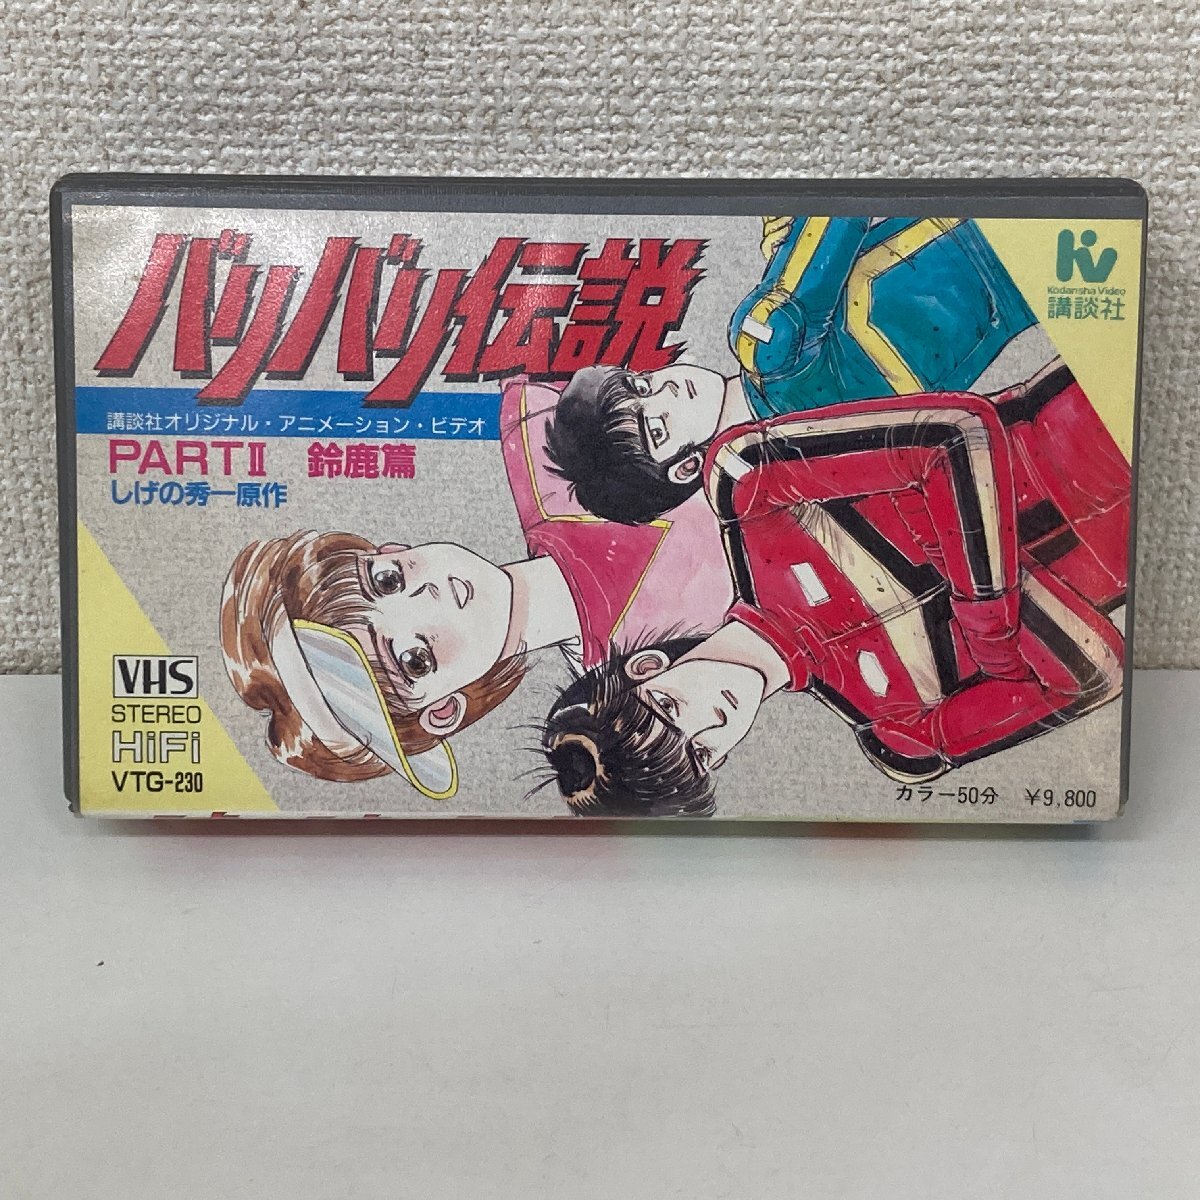 バリバリ伝説
講談社オリジナル・アニメーション・ビデオ
PARTⅡ 鈴鹿篇
しげの秀一原作
Kodansha Video
講談社
VHS
STEREO
HiFi
VTG-230
カラー50分 ¥9,800